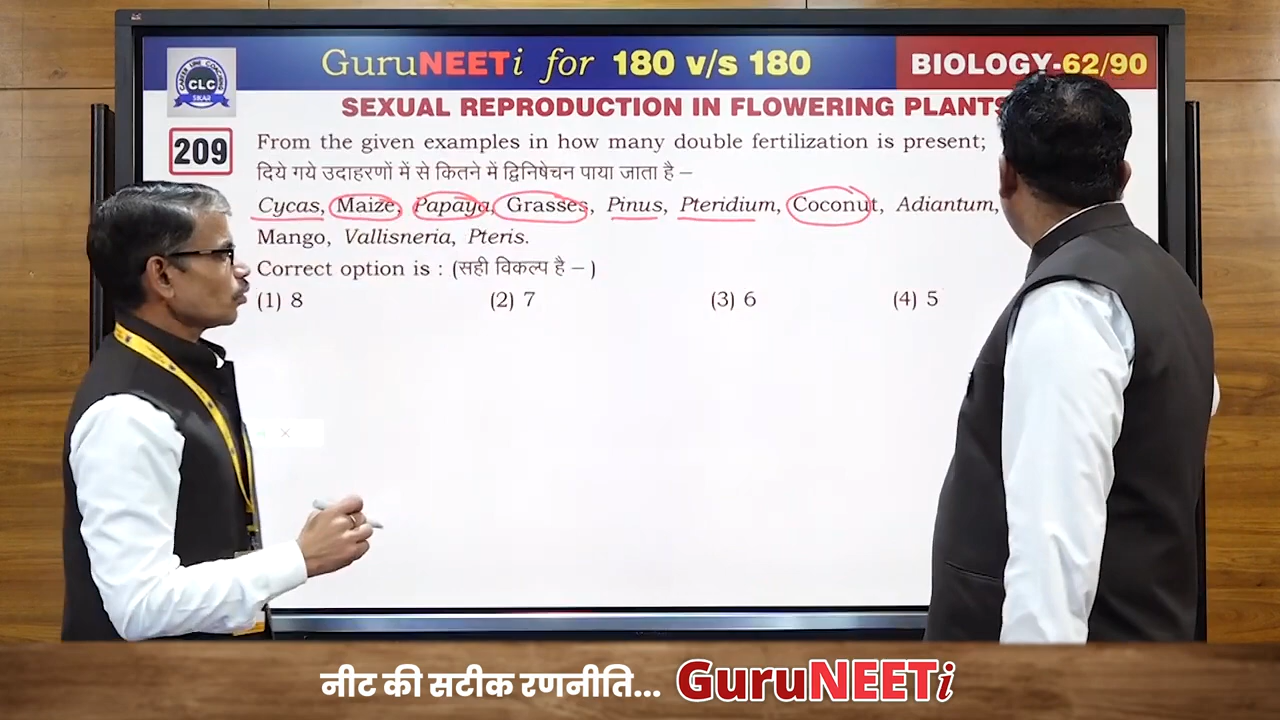 GuruNEETi for 180 v/s 180
BIOLOGY-62/90
CLC
SIKAR
SEXUAL REPRODUCTION IN FLOWERING PLANTS
209
From the given examples in how many double fertilization is present;
दिये गये उदाहरणों में से कितने में द्विनिषेचन पाया जाता है –
Cycas, Maize, Papaya, Grasses, Pinus, Pteridium, Coconut, Adiantum,
Mango, Vallisneria, Pteris.
Correct option is : (सही विकल्प है – )
(1) 8 (2) 7 (3) 6 (4) 5
नीट की सटीक रणनीति... GuruNEETi